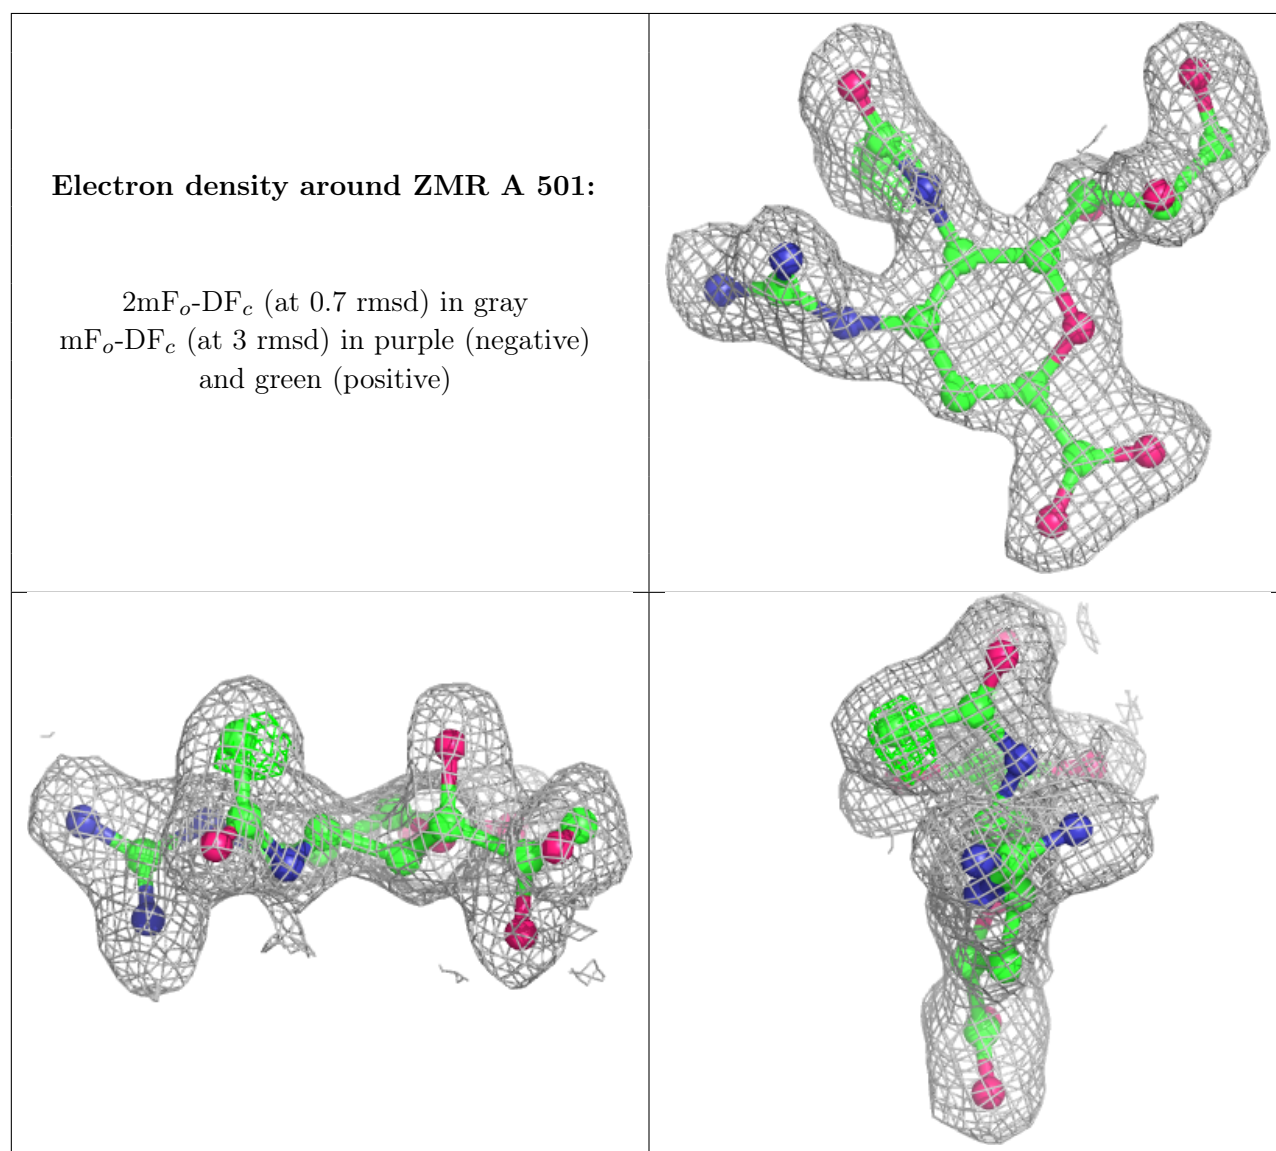 Electron density around ZMR A 501:
2mFo-DFc (at 0.7 rmsd) in gray
mFo-DFc (at 3 rmsd) in purple (negative)
and green (positive)